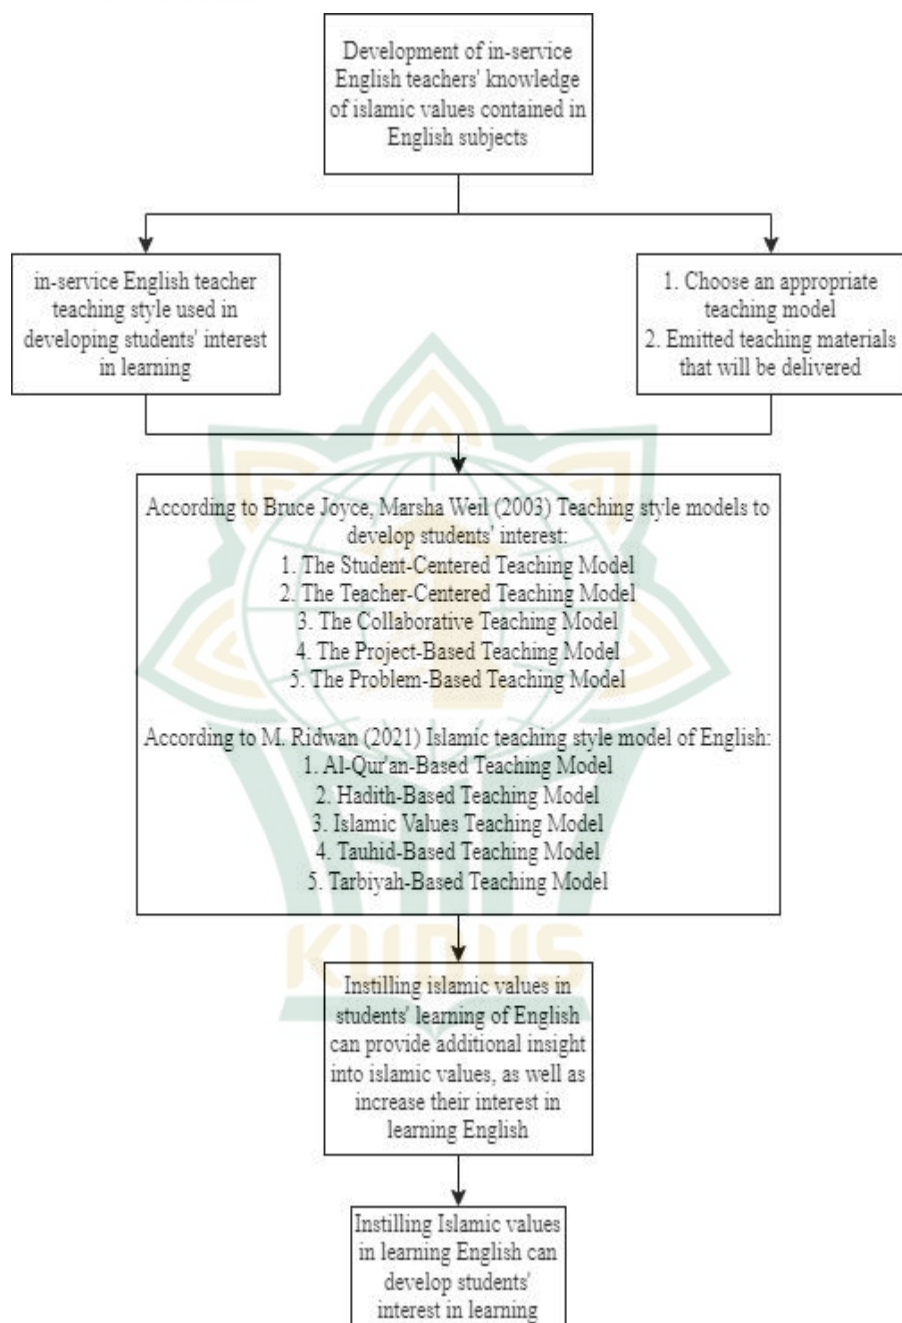 Development of in-service
English teachers' knowledge
of islamic values contained in
English subjects
in-service English teacher
teaching style used in
developing students' interest
in learning
1. Choose an appropriate
teaching model
2. Emitted teaching materials
that will be delivered
According to Bruce Joyce, Marsha Weil (2003) Teaching style models to
develop students' interest:
1. The Student-Centered Teaching Model
2. The Teacher-Centered Teaching Model
3. The Collaborative Teaching Model
4. The Project-Based Teaching Model
5. The Problem-Based Teaching Model
According to M. Ridwan (2021) Islamic teaching style model of English:
1. Al-Qur'an-Based Teaching Model
2. Hadith-Based Teaching Model
3. Islamic Values Teaching Model
4. Tauhid-Based Teaching Model
5. Tarbiyah-Based Teaching Model
KUDUS
Instilling islamic values in
students' learning of English
can provide additional insight
into islamic values, as well as
increase their interest in
learning English
Instilling Islamic values
in learning English can
develop students'
interest in learning